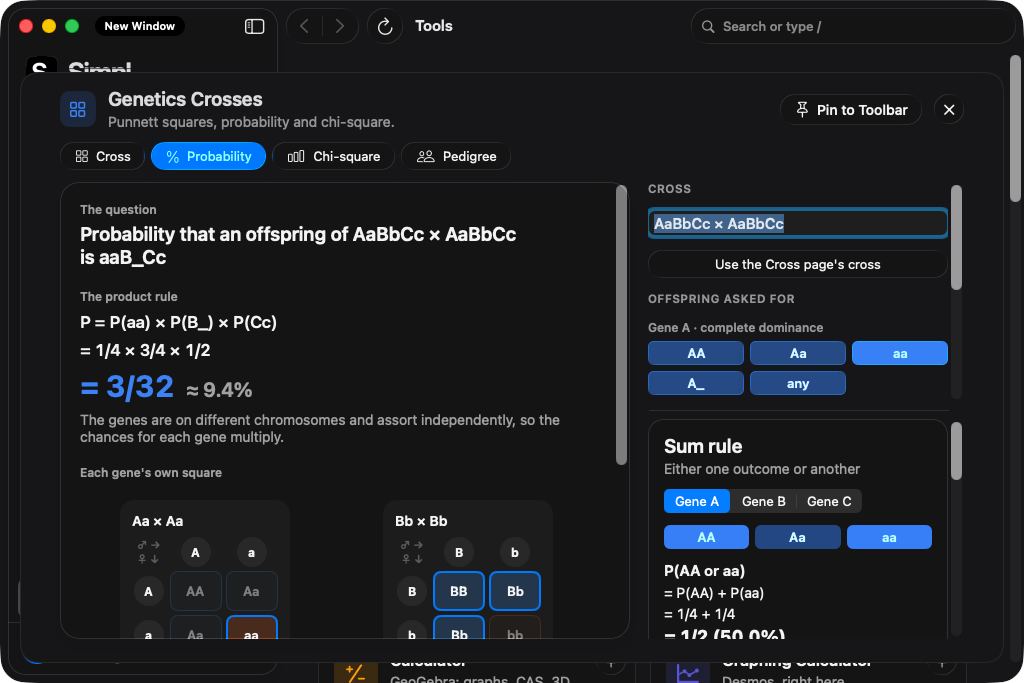 New Window
Tools
Search or type /
Simpl
Genetics Crosses
Punnett squares, probability and chi-square.
Pin to Toolbar
Cross
% Probability
Chi-square
Pedigree
The question
Probability that an offspring of AaBbCc × AaBbCc
is aaB_Cc
The product rule
P = P(aa) × P(B_) × P(Cc)
= 1/4 × 3/4 × 1/2
= 3/32 ≈ 9.4%
The genes are on different chromosomes and assort independently, so the
chances for each gene multiply.
Each gene's own square
Aa × Aa
♂ →
♀ ↓
A
a
A
AA
Aa
a
Aa
aa
Bb × Bb
♂ →
♀ ↓
B
b
B
BB
Bb
b
Bb
bb
CROSS
AaBbCc × AaBbCc
Use the Cross page's cross
OFFSPRING ASKED FOR
Gene A · complete dominance
AA
Aa
aa
A_
any
Sum rule
Either one outcome or another
Gene A
Gene B
Gene C
AA
Aa
aa
P(AA or aa)
= P(AA) + P(aa)
= 1/4 + 1/4
= 1/2 (50.0%)
Calculator
GeoGebra: graphs, CAS, 3D
Graphing Calculator
Desmos, right here